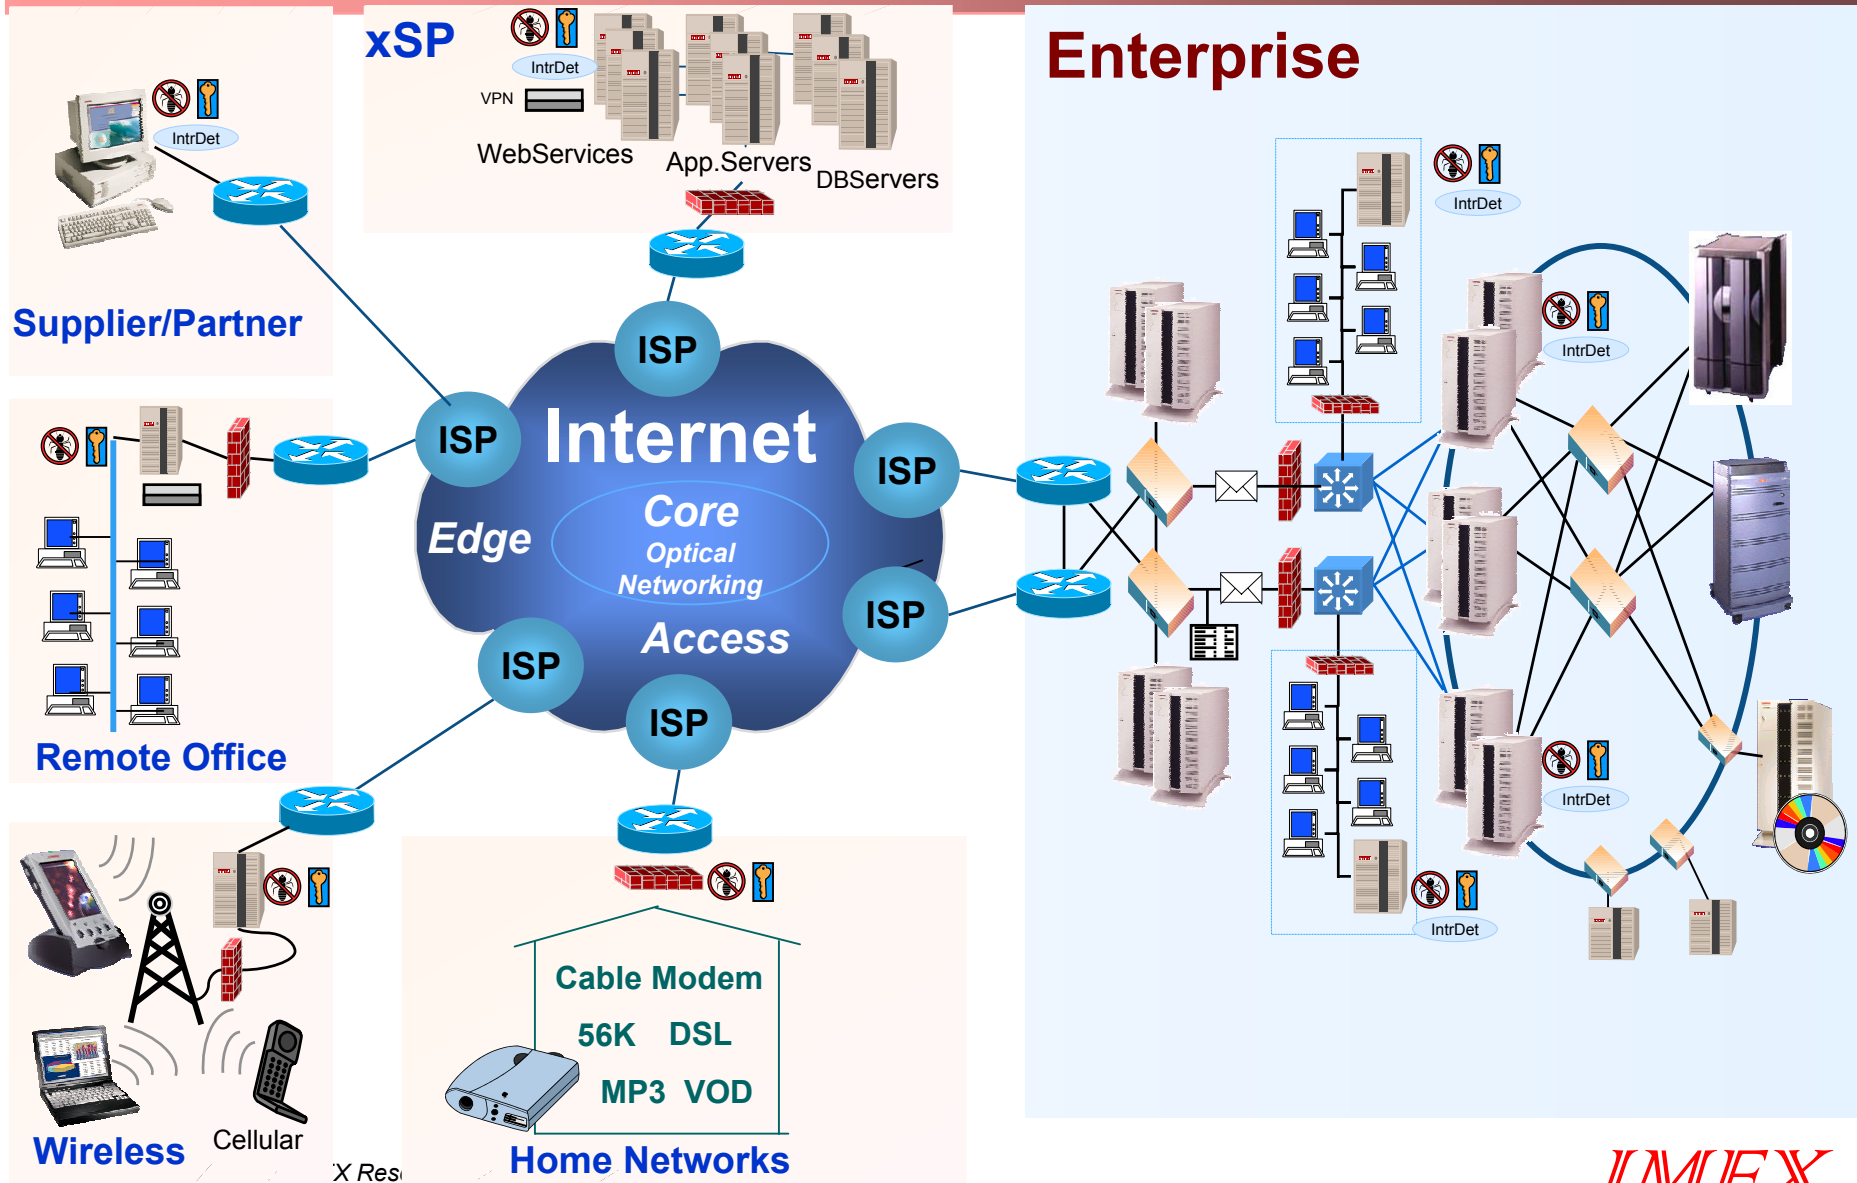 xSP
IntrDet
VPN
WebServices
App.Servers
DBServers
Enterprise
IntrDet
Supplier/Partner
IntrDet
IntrDet
IntrDet
IntrDet
ISP
ISP
ISP
ISP
ISP
ISP
Internet
Core
Optical
Networking
Edge
Access
Remote Office
Wireless
Cellular
Cable Modem
56K DSL
MP3 VOD
Home Networks
IMEX